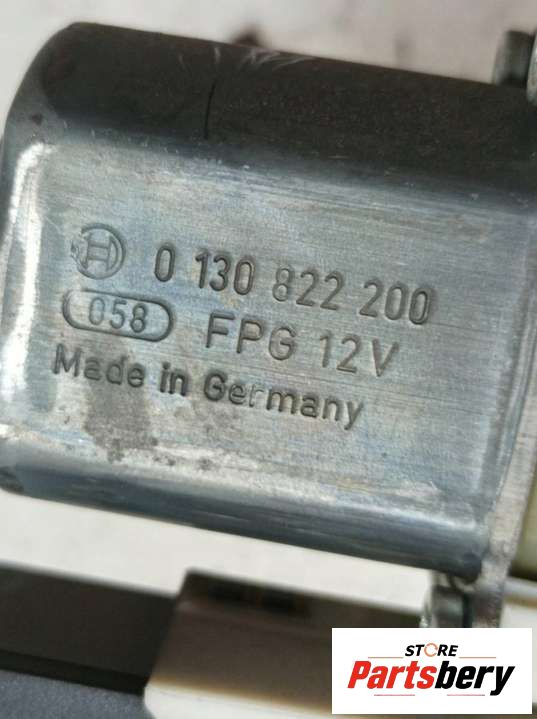 0 130 822 200
058 FPG 12V
Made in Germany
STORE
Partsbery